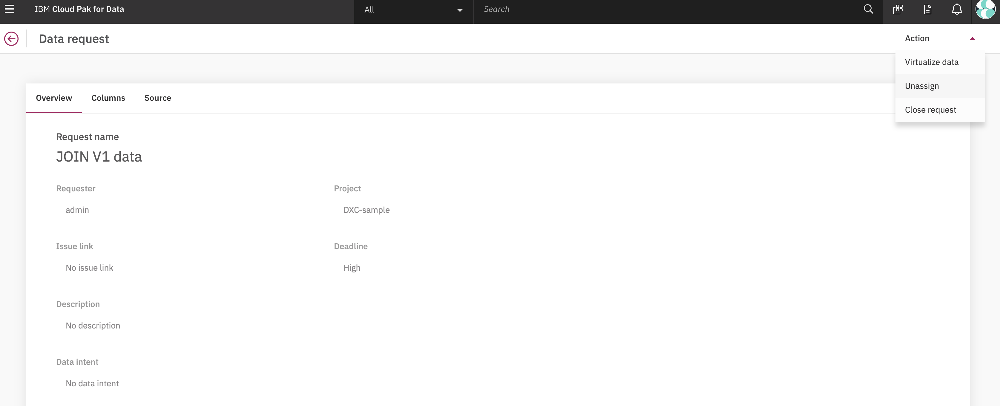 IBM Cloud Pak for Data
All
Search
Data request
Action
Virtualize data
Unassign
Close request
Overview Columns Source
Request name
JOIN V1 data
Requester Project
admin DXC-sample
Issue link Deadline
No issue link High
Description
No description
Data intent
No data intent